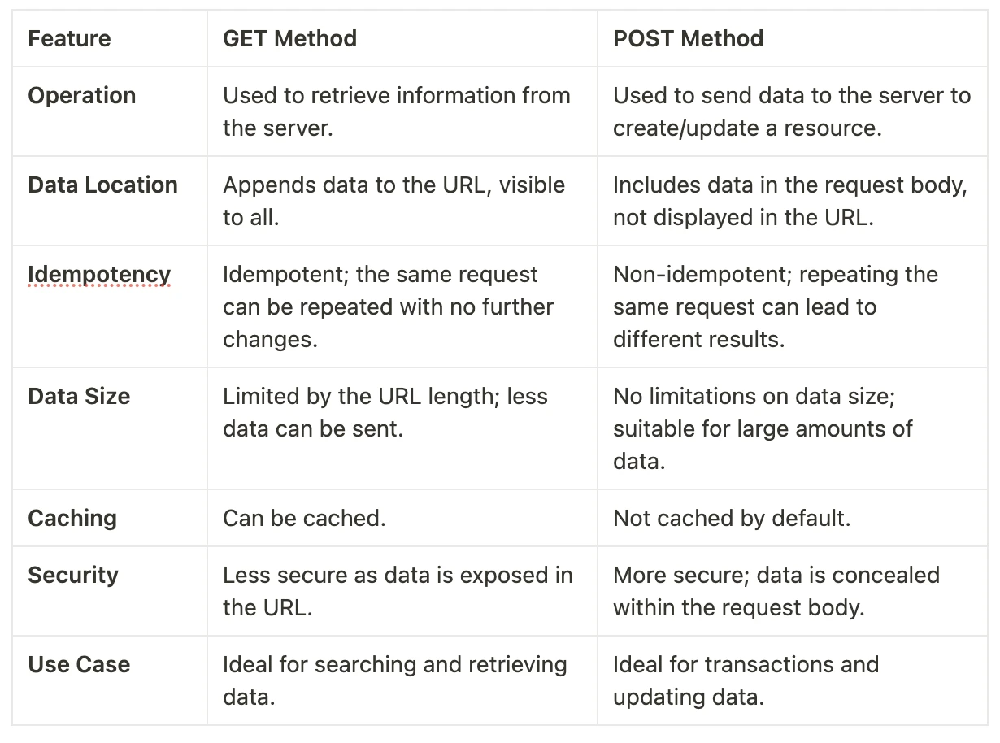 Feature GET Method POST Method
Operation Used to retrieve information from Used to send data to the server to
the server. create/update a resource.
Data Location Appends data to the URL, visible Includes data in the request body,
to all. not displayed in the URL.
Idempotency Idempotent; the same request Non-idempotent; repeating the
can be repeated with no further same request can lead to
changes. different results.
Data Size Limited by the URL length; less No limitations on data size;
data can be sent. suitable for large amounts of
data.
Caching Can be cached. Not cached by default.
Security Less secure as data is exposed in More secure; data is concealed
the URL. within the request body.
Use Case Ideal for searching and retrieving Ideal for transactions and
data. updating data.